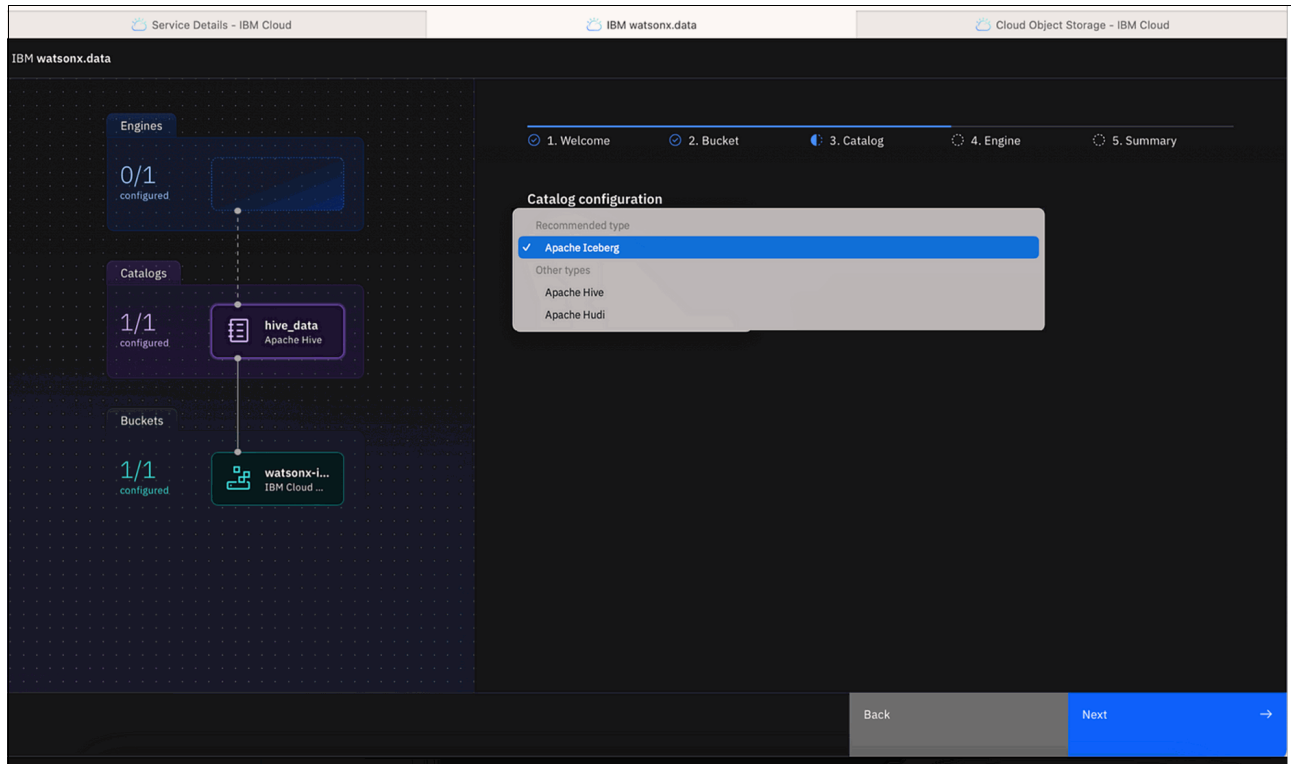 Service Details - IBM Cloud
IBM watsonx.data
Cloud Object Storage - IBM Cloud
IBM watsonx.data
1. Welcome
2. Bucket
3. Catalog
4. Engine
5. Summary
Engines
0/1
configured
Catalogs
1/1
configured
hive_data
Apache Hive
Buckets
1/1
configured
watsonx-i...
IBM Cloud ...
Catalog configuration
Recommended type
Apache Iceberg
Other types
Apache Hive
Apache Hudi
Back
Next